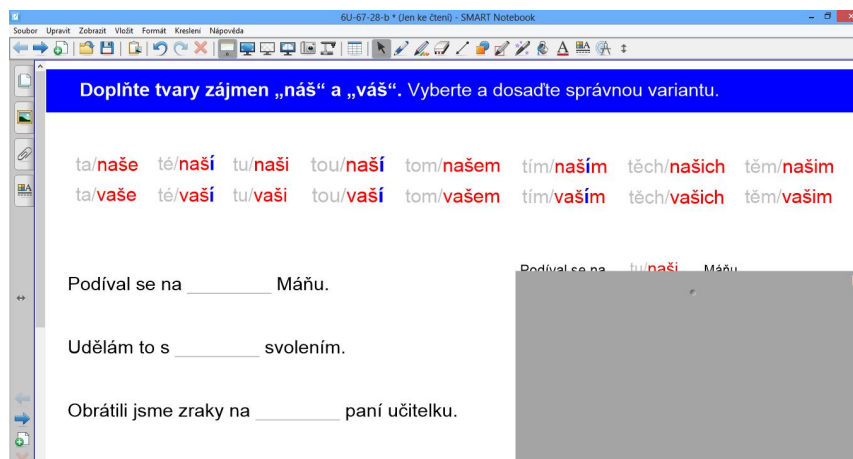 6U-67-28-b * (Jen ke čtení) - SMART Notebook
Soubor Upravit Zobrazit Vložit Formát Kreslení Nápověda
Doplňte tvary zájmen „náš“ a „váš“. Vyberte a dosaďte správnou variantu.
ta/naše té/naší tu/naši tou/naší tom/našem tím/naším těch/našich těm/našim
ta/vaše té/vaší tu/vaši tou/vaší tom/vašem tím/vaším těch/vašich těm/vašim
Podíval se na tu/naši Máňu
Podíval se na ________ Máňu.
Udělám to s ________ svolením.
Obrátili jsme zraky na ________ paní učitelku.